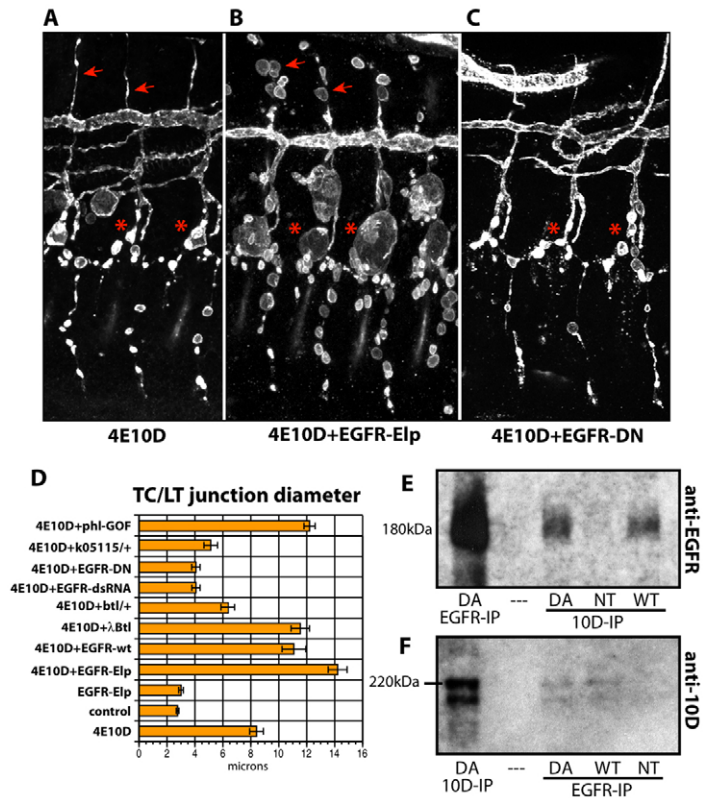 A B C
* * * * * *
4E10D 4E10D+EGFR-Elp 4E10D+EGFR-DN
D
TC/LT junction diameter
4E10D+phl-GOF
4E10D+k05115/+
4E10D+EGFR-DN
4E10D+EGFR-dsRNA
4E10D+btl/+
4E10D+λBtl
4E10D+EGFR-wt
4E10D+EGFR-Elp
EGFR-Elp
control
4E10D
0 2 4 6 8 10 12 14 16
microns
E
180kDa
anti-EGFR
DA --- DA NT WT
EGFR-IP 10D-IP
F
220kDa
anti-10D
DA --- DA WT NT
10D-IP EGFR-IP